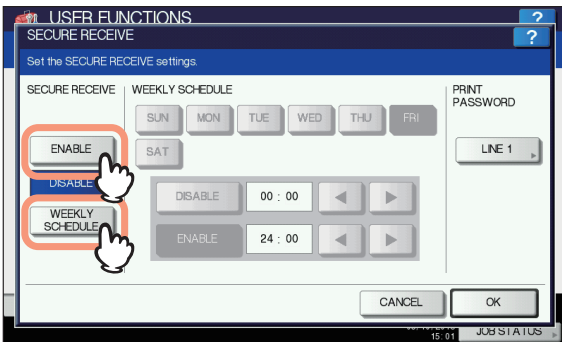 USER FUNCTIONS
?
SECURE RECEIVE
?
Set the SECURE RECEIVE settings.
SECURE RECEIVE
WEEKLY SCHEDULE
PRINT
PASSWORD
SUN MON TUE WED THU FRI
SAT
ENABLE
DISABLE
WEEKLY
SCHEDULE
DISABLE 00 : 00
ENABLE 24 : 00
LINE 1
CANCEL OK
15:01 JOB STATUS